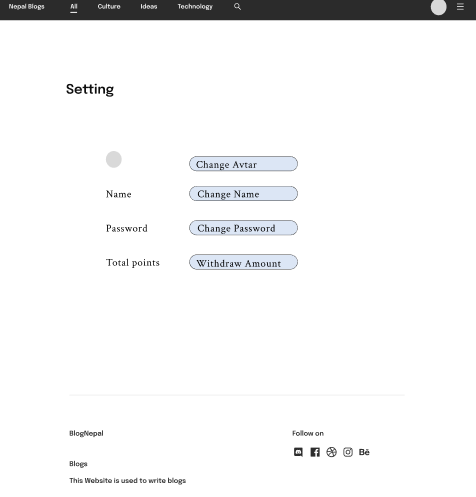 Nepal Blogs All Culture Ideas Technology
Setting
Change Avtar
Name Change Name
Password Change Password
Total points Withdraw Amount
BlogNepal Follow on
Bē
Blogs
This Website is used to write blogs